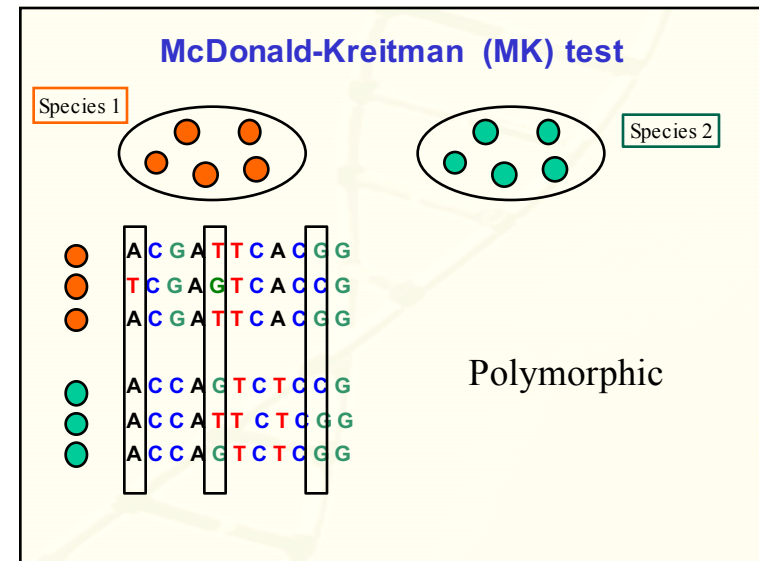 McDonald-Kreitman (MK) test
Species 1
Species 2
A C G A T T C A C G G
T C G A G T C A C C G
A C G A T T C A C G G
A C C A G T C T C C G
A C C A T T C T C G G
A C C A G T C T C G G
Polymorphic